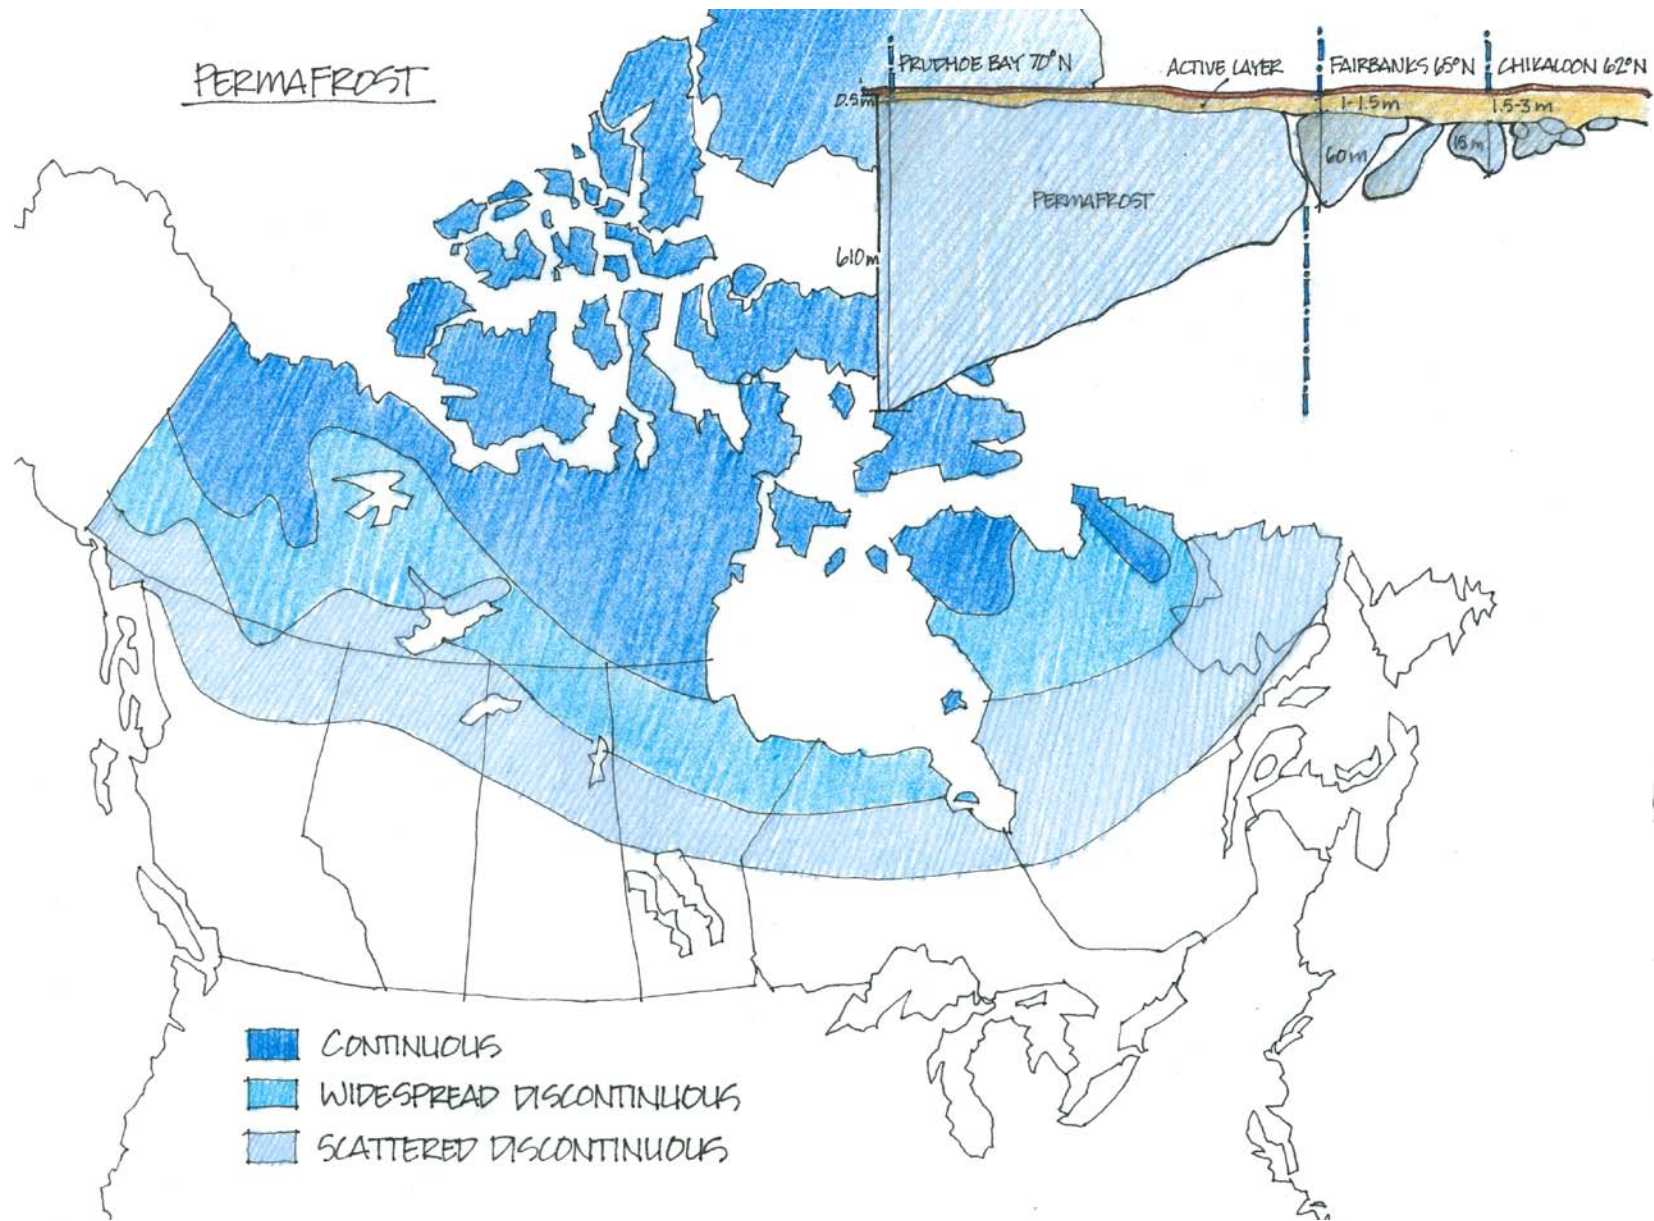 PERMAFROST
PRUDHOE BAY 70°N
ACTIVE LAYER
FAIRBANKS 65°N
CHIKALOON 62°N
0.5m
1-1.5m
1.5-3m
60m
15m
PERMAFROST
610m
CONTINUOUS
WIDESPREAD DISCONTINUOUS
SCATTERED DISCONTINUOUS